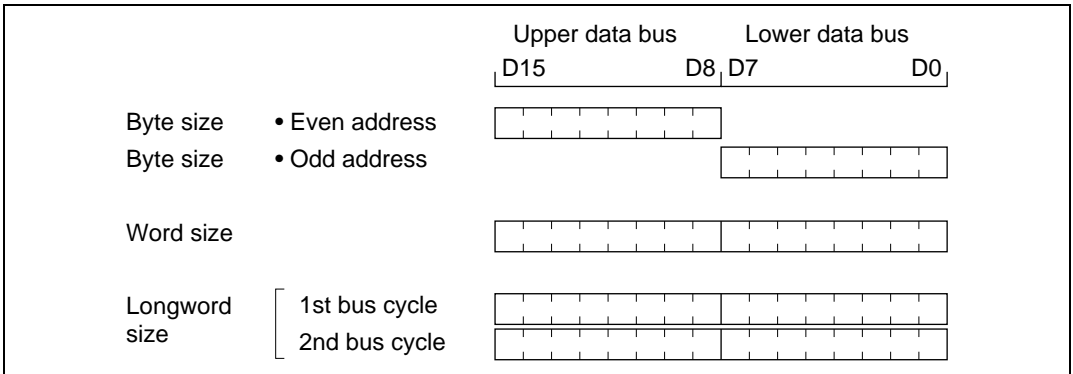 Upper data bus Lower data bus
D15 D8 D7 D0
Byte size • Even address
Byte size • Odd address
Word size
Longword size 1st bus cycle
2nd bus cycle